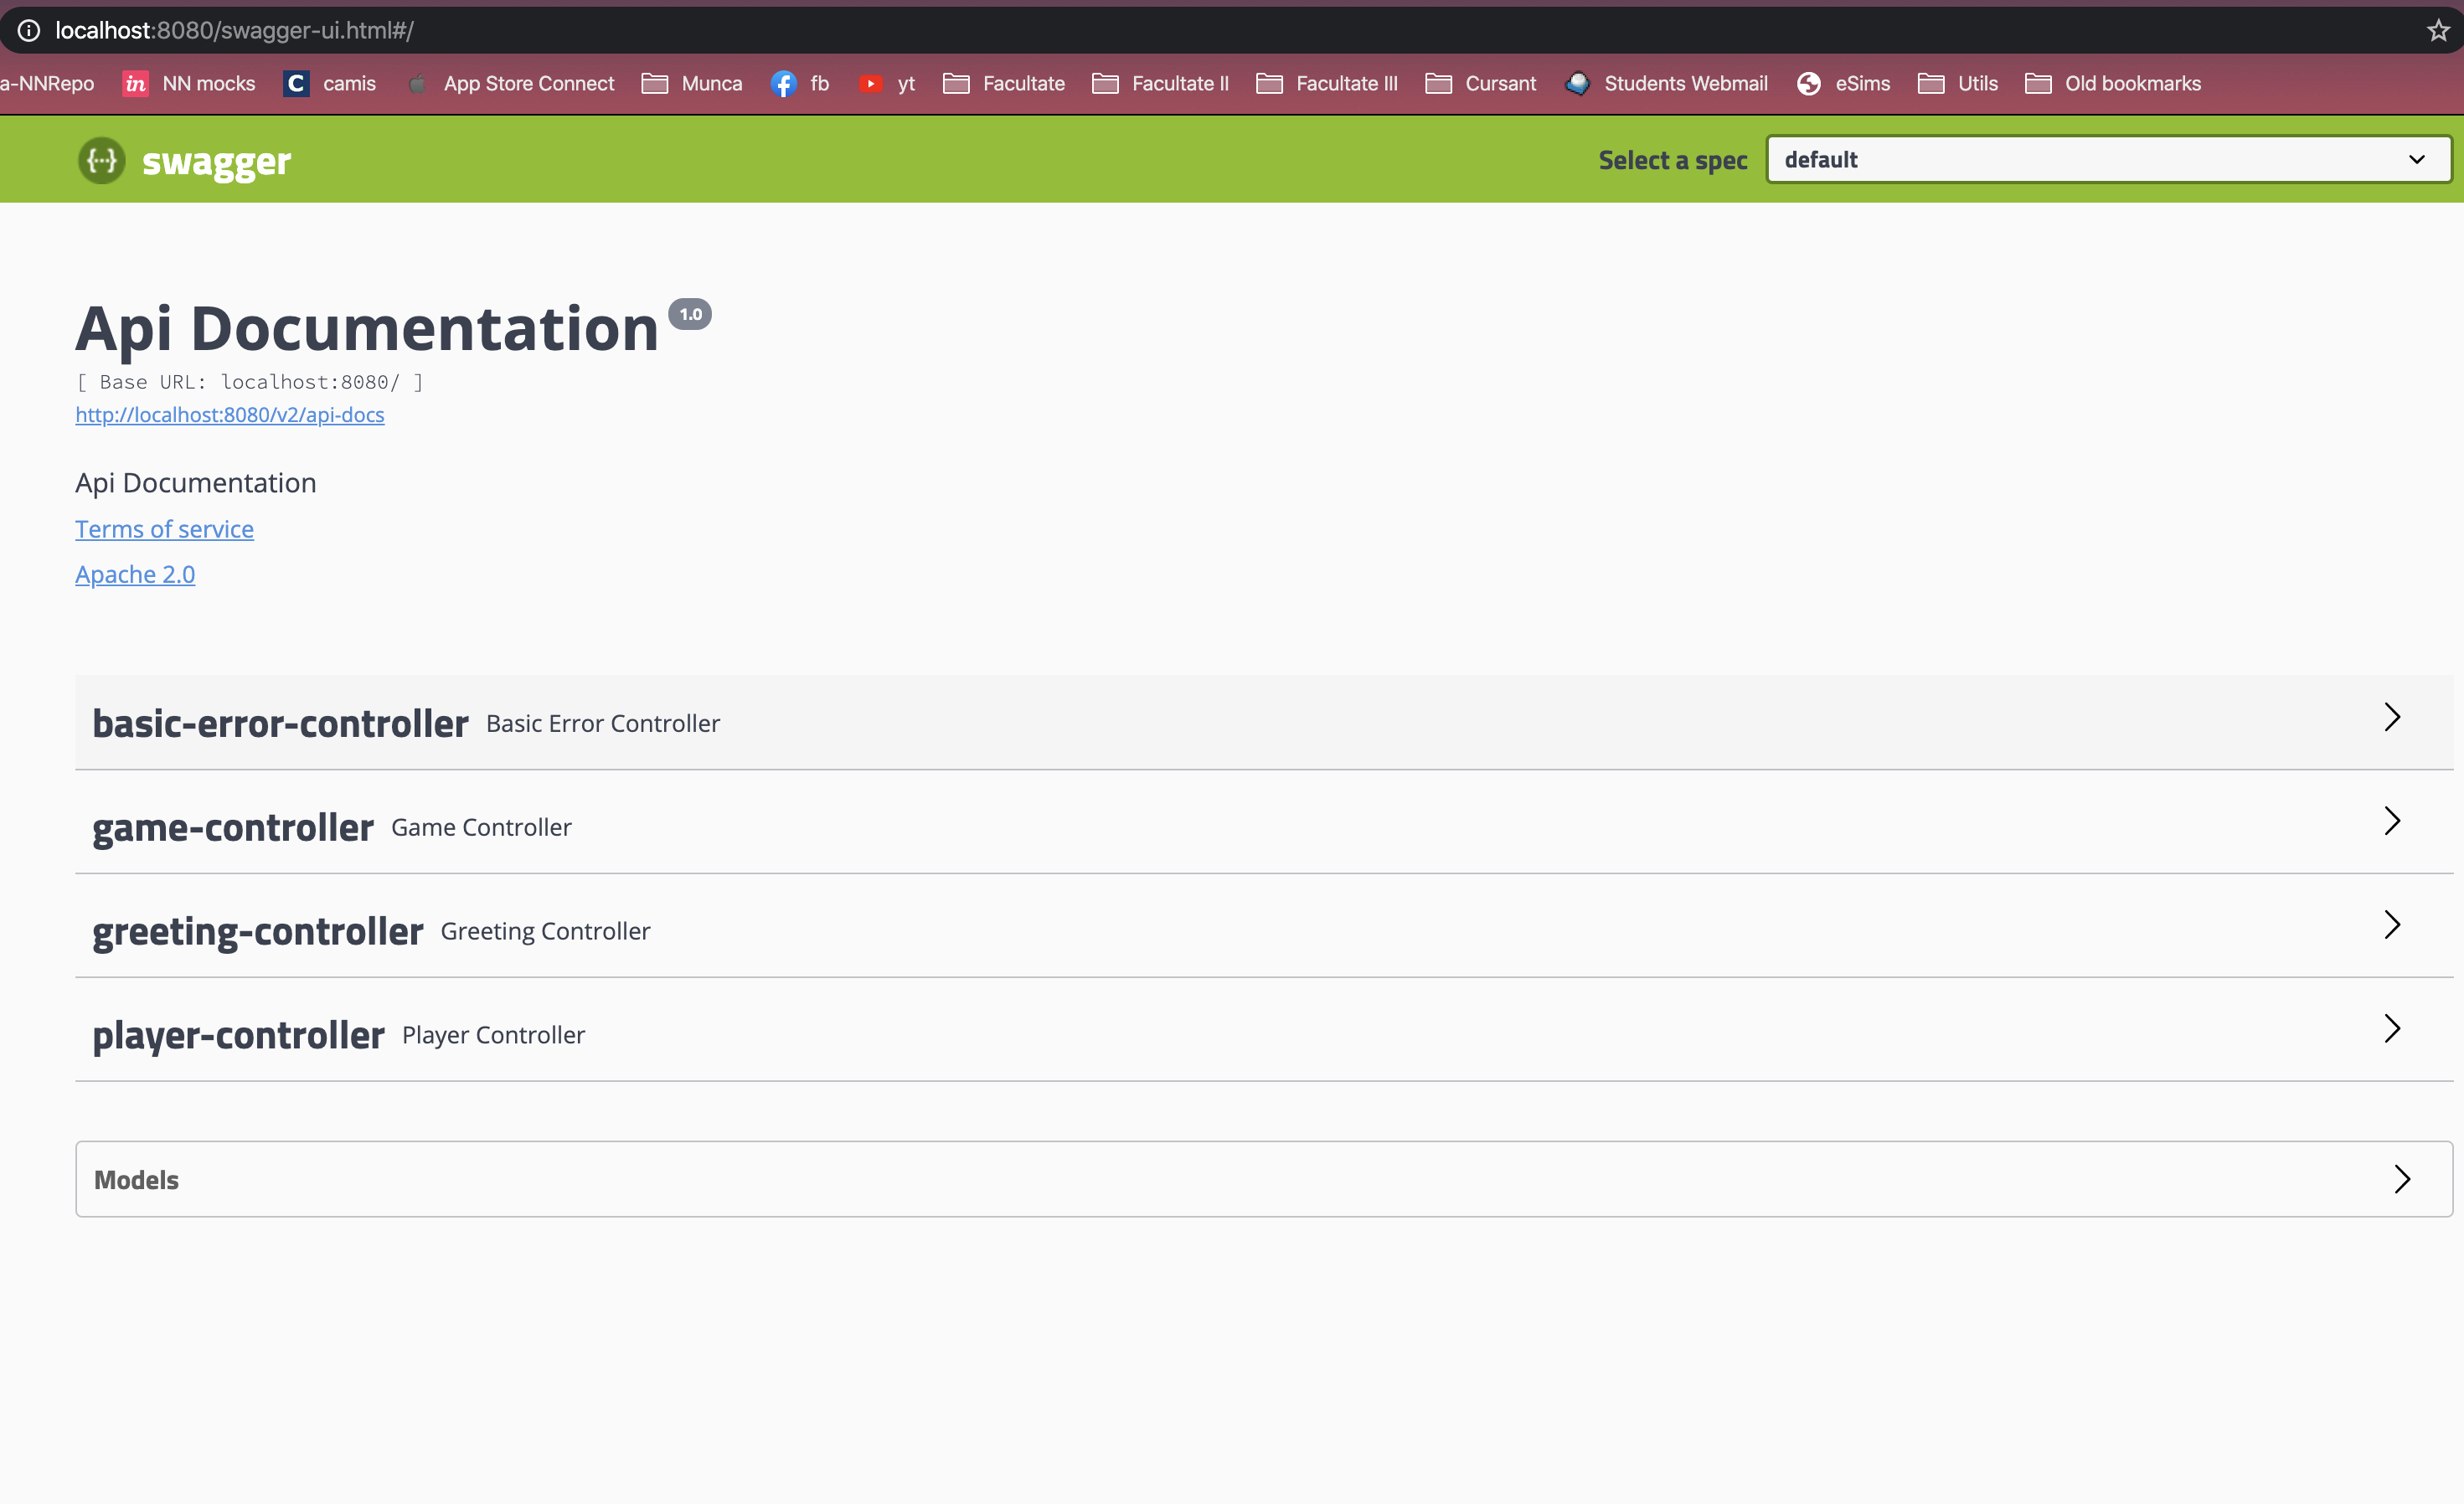 localhost:8080/swagger-ui.html#/
a-NNRepo in NN mocks C camis App Store Connect Munca fb yt Facultate Facultate II Facultate III Cursant Students Webmail eSims Utils Old bookmarks
{···} swagger Select a spec default
Api Documentation 1.0
[ Base URL: localhost:8080/ ]
http://localhost:8080/v2/api-docs
Api Documentation
Terms of service
Apache 2.0
basic-error-controller Basic Error Controller
game-controller Game Controller
greeting-controller Greeting Controller
player-controller Player Controller
Models